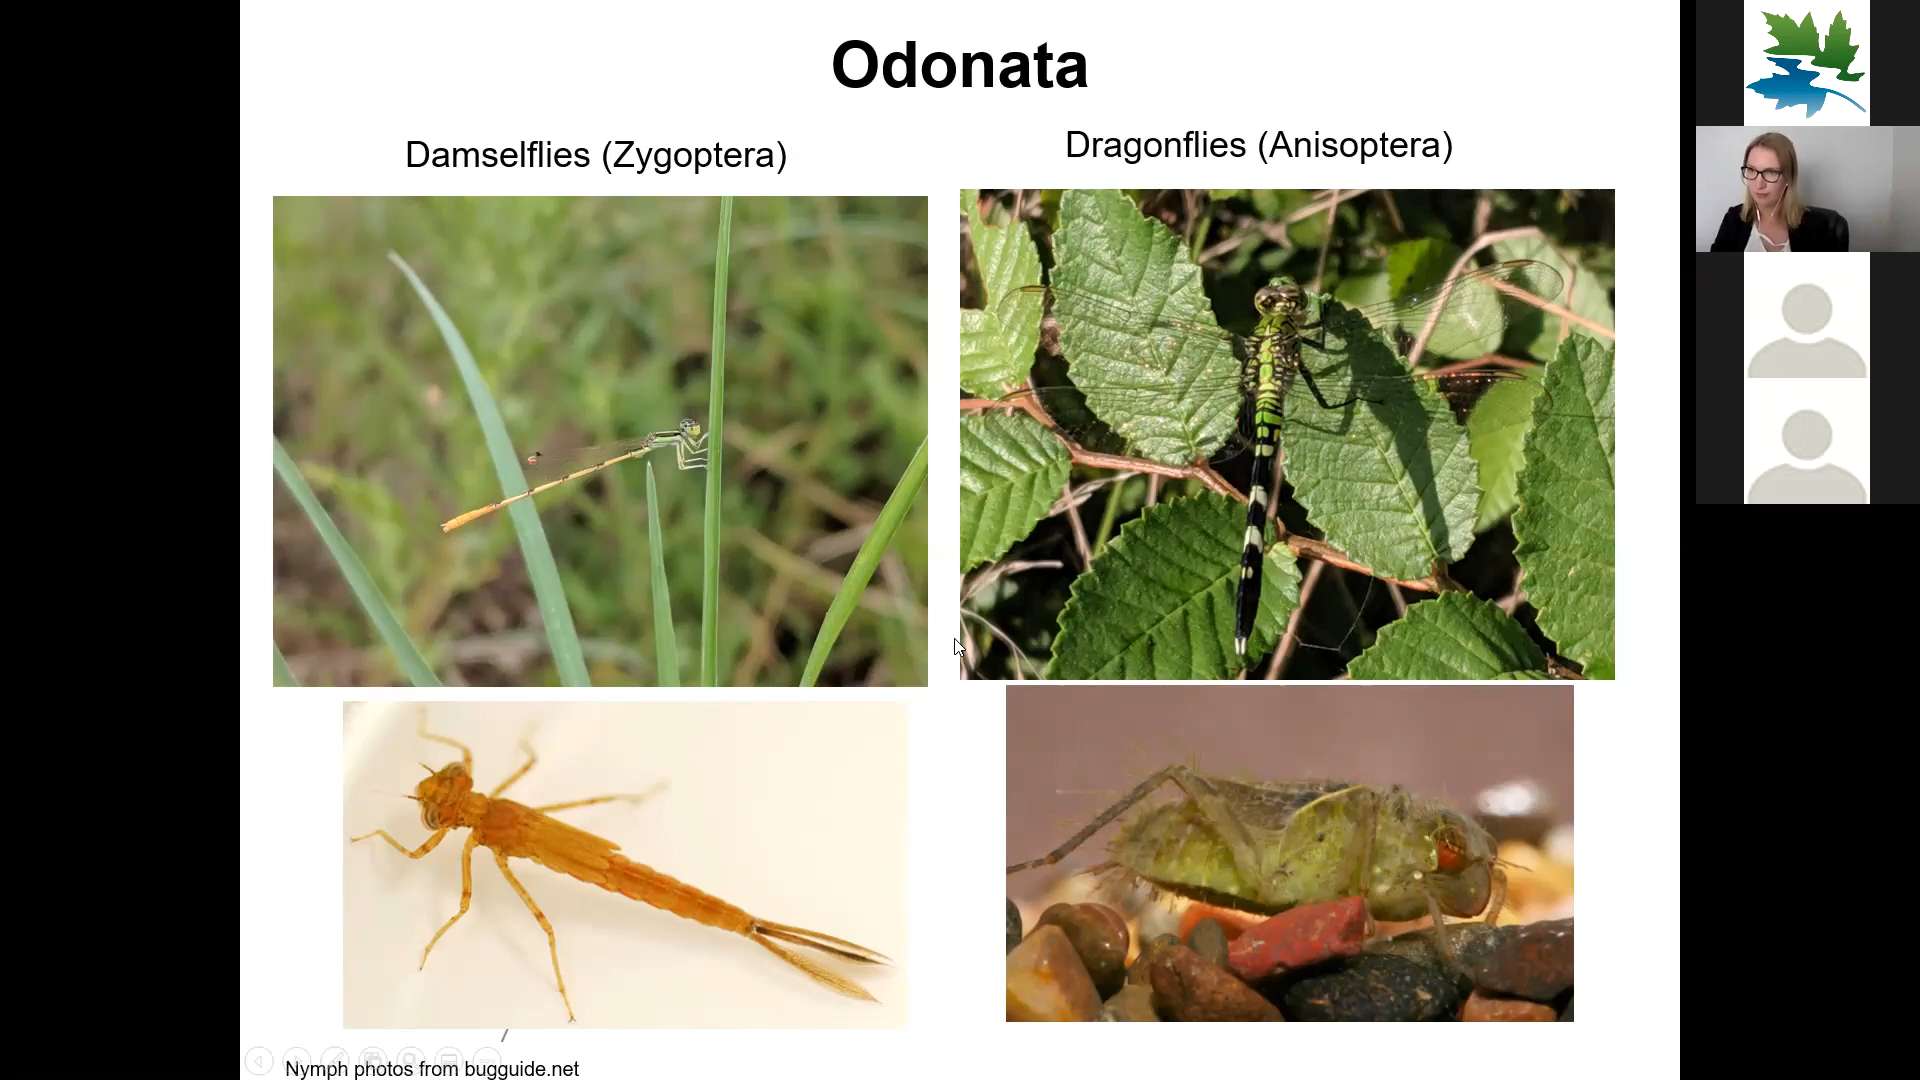 Odonata
Damselflies (Zygoptera)
Dragonflies (Anisoptera)
Nymph photos from bugguide.net